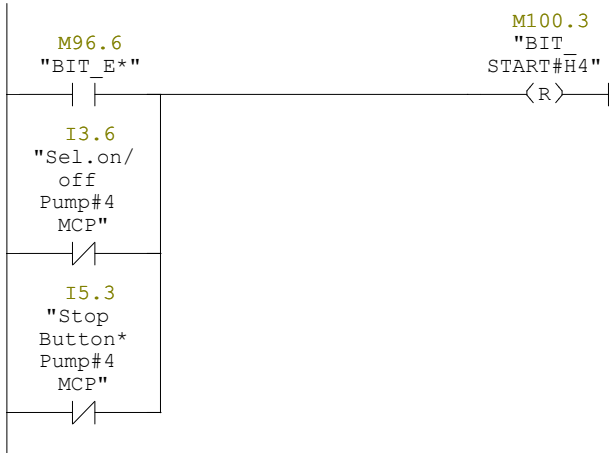 M100.3
"BIT_
START#H4"
M96.6
"BIT_E*"
(R)
I3.6
"Sel.on/
off
Pump#4
MCP"
I5.3
"Stop
Button*
Pump#4
MCP"